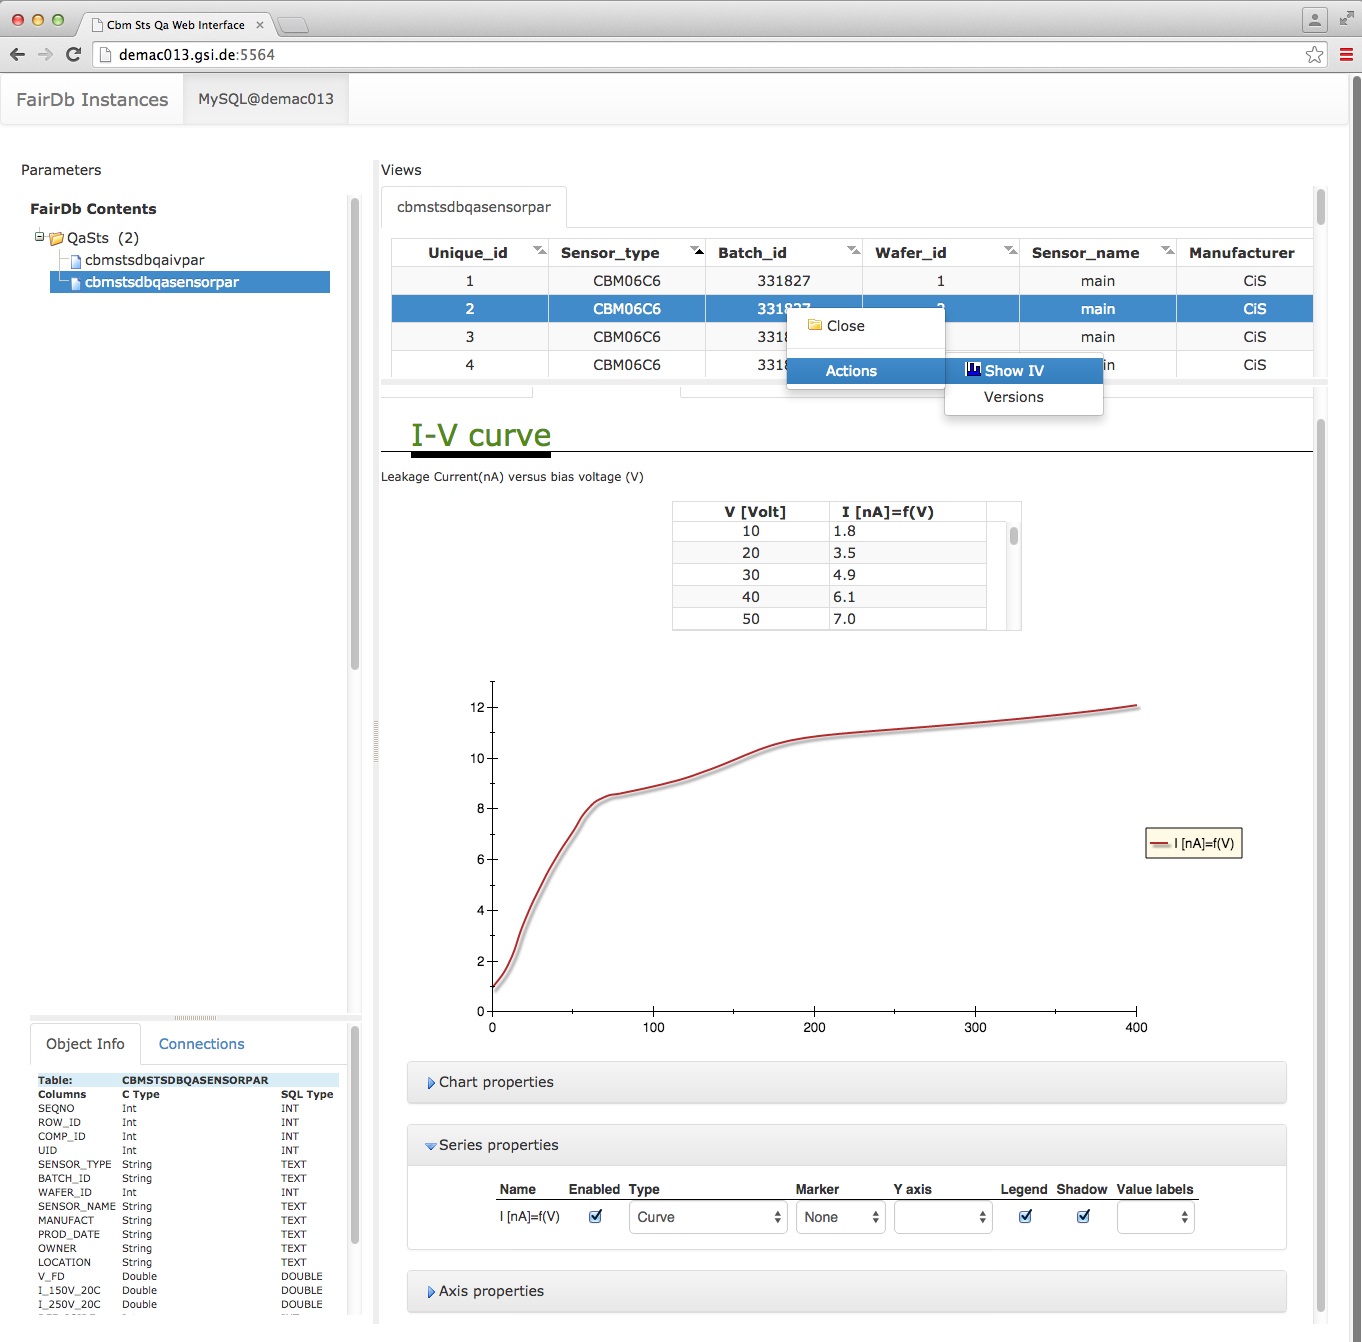 Cbm Sts Qa Web Interface
demac013.gsi.de:5564
FairDb Instances MySQL@demac013
Parameters
FairDb Contents
QaSts (2)
cbmstsdbqaivpar
cbmstsdbqasensorpar
Views
cbmstsdbqasensorpar
Unique_id Sensor_type Batch_id Wafer_id Sensor_name Manufacturer
1 CBM06C6 331827 1 main CiS
2 CBM06C6 main CiS
3 CBM06C6 main CiS
4 CBM06C6 CiS
Close
Actions
Show IV
Versions
I-V curve
Leakage Current(nA) versus bias voltage (V)
V [Volt] I [nA]=f(V)
10 1.8
20 3.5
30 4.9
40 6.1
50 7.0
12
10
8
6
4
2
0
0 100 200 300 400
I [nA]=f(V)
Chart properties
Series properties
Name Enabled Type Marker Y axis Legend Shadow Value labels
I [nA]=f(V) Curve None
Axis properties
Object Info Connections
Table: CBMSTSDBQASENSORPAR
Columns C Type SQL Type
SEQNO Int INT
ROW_ID Int INT
COMP_ID Int INT
UID Int INT
SENSOR_TYPE String TEXT
BATCH_ID String TEXT
WAFER_ID Int INT
SENSOR_NAME String TEXT
MANUFACT String TEXT
PROD_DATE String TEXT
OWNER String TEXT
LOCATION String TEXT
V_FD Double DOUBLE
I_150V_20C Double DOUBLE
I_250V_20C Double DOUBLE